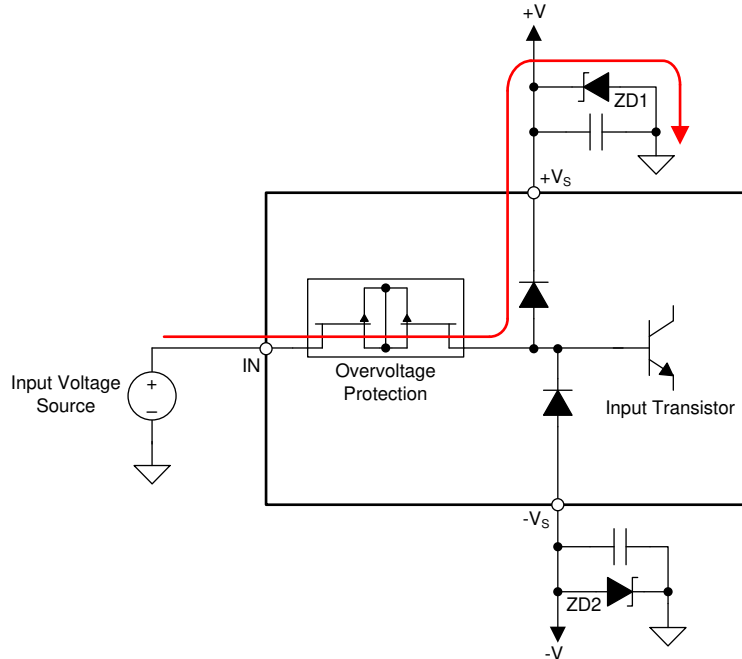 +V
ZD1
+VS
+
−
Input Voltage
Source
IN
Overvoltage
Protection
Input Transistor
-VS
ZD2
-V